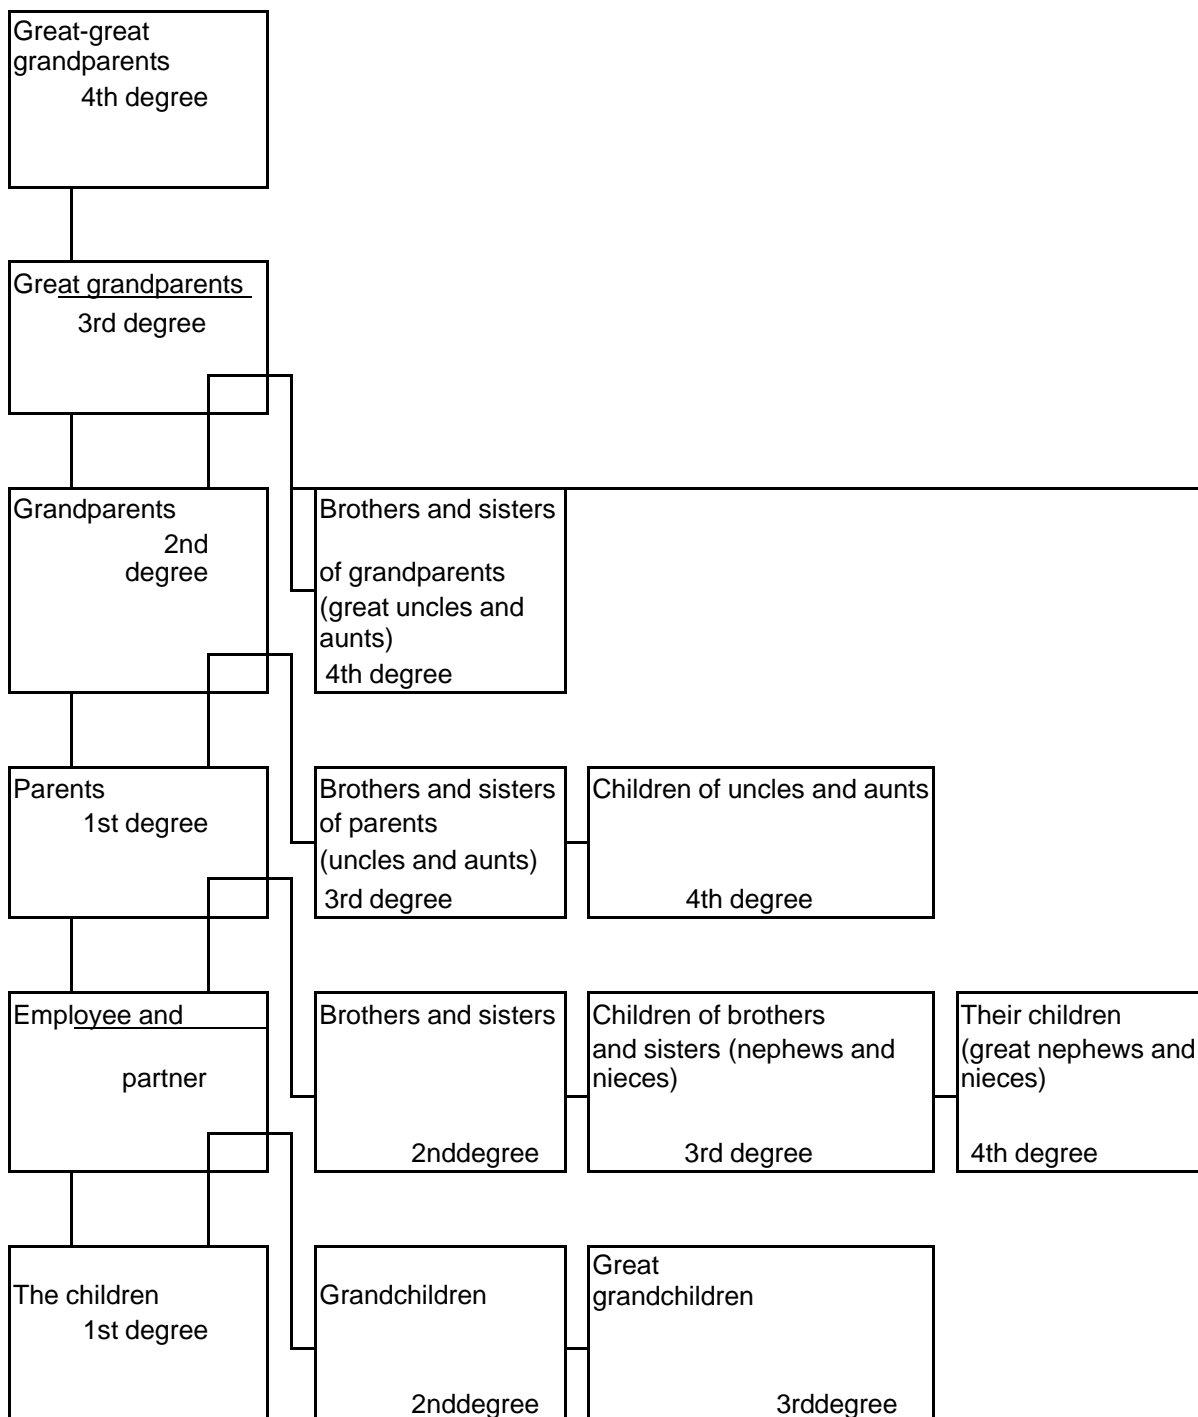 Great-great
grandparents
4th degree
Great grandparents
3rd degree
Grandparents
2nd
degree
Brothers and sisters
of grandparents
(great uncles and
aunts)
4th degree
Parents
1st degree
Brothers and sisters
of parents
(uncles and aunts)
3rd degree
Children of uncles and aunts
4th degree
Employee and
partner
Brothers and sisters
2nddegree
Children of brothers
and sisters (nephews and
nieces)
3rd degree
Their children
(great nephews and
nieces)
4th degree
The children
1st degree
Grandchildren
2nddegree
Great
grandchildren
3rddegree